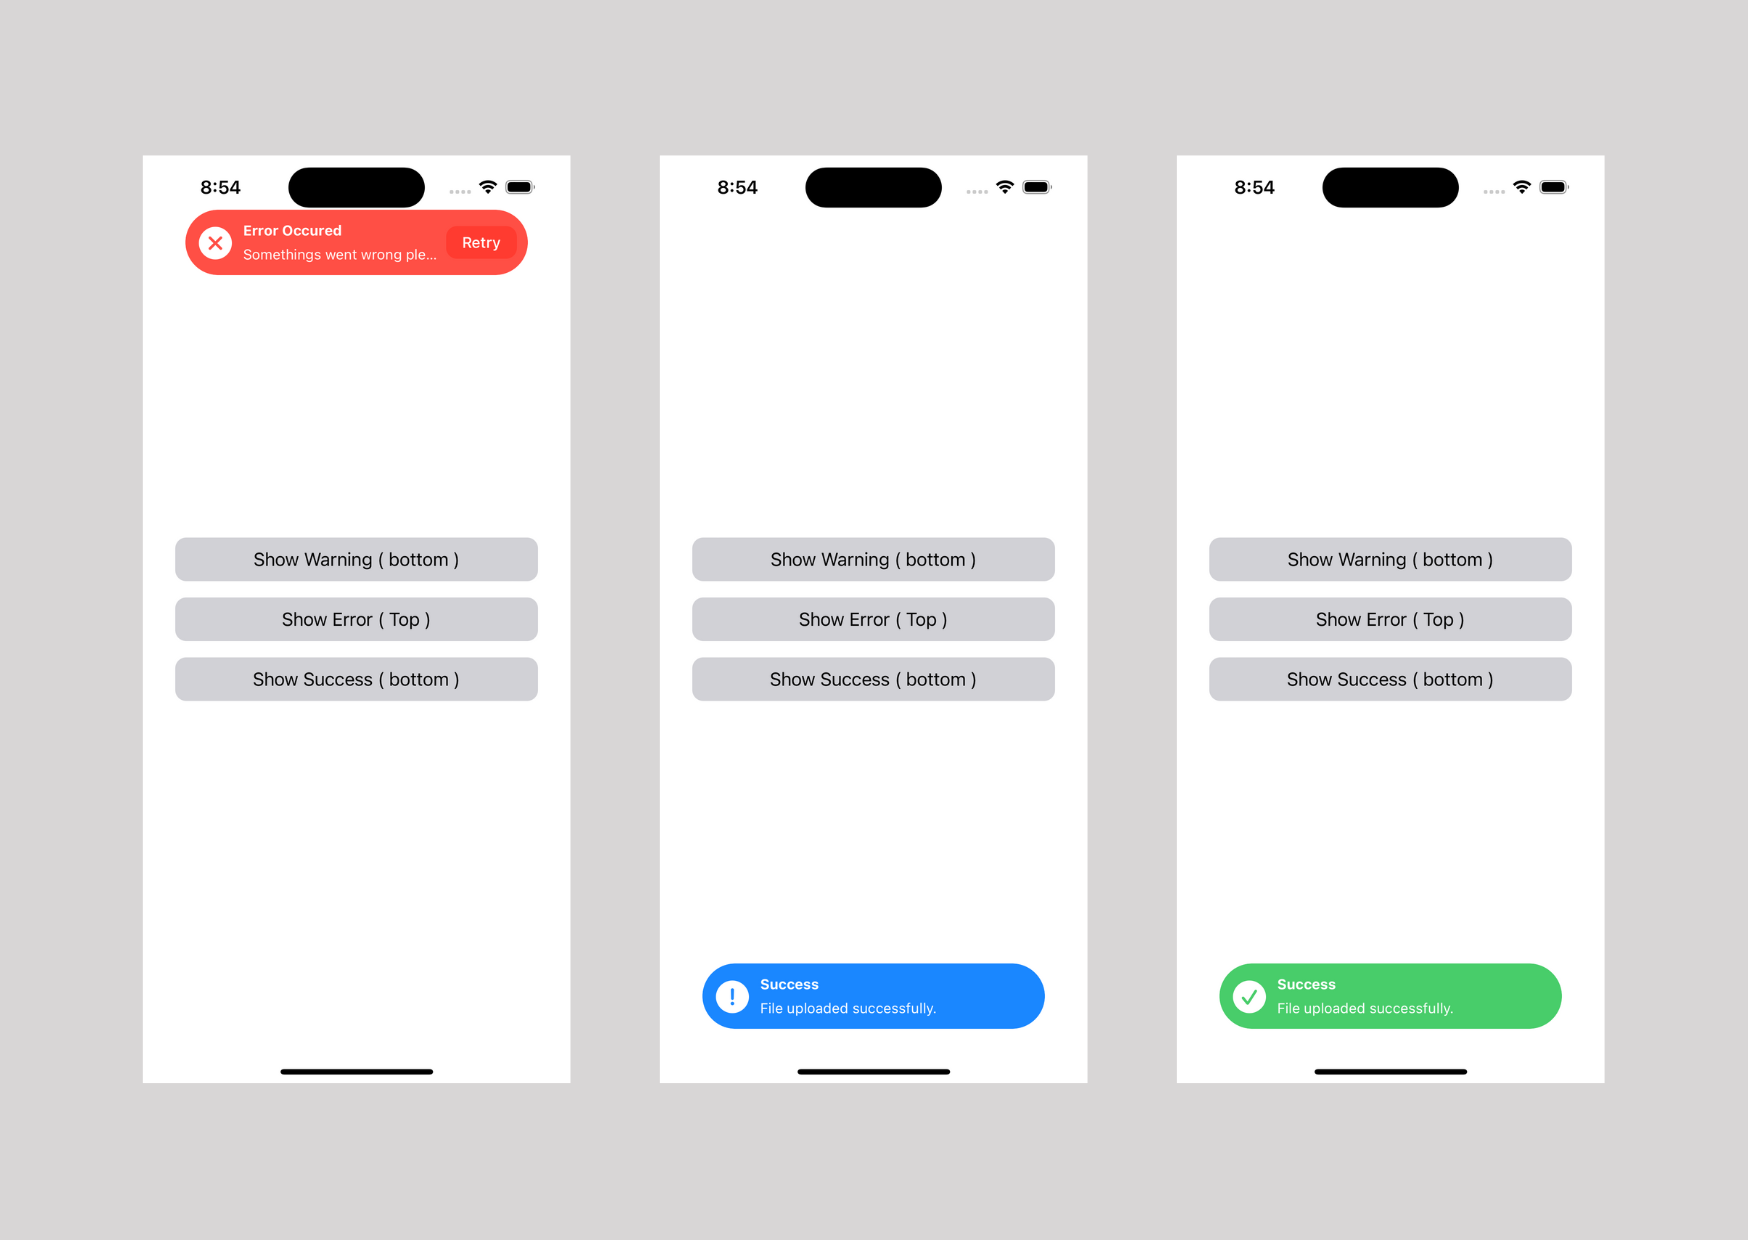 8:54
Error Occured
Somethings went wrong ple...
Retry
Show Warning ( bottom )
Show Error ( Top )
Show Success ( bottom )
8:54
Show Warning ( bottom )
Show Error ( Top )
Show Success ( bottom )
Success
File uploaded successfully.
8:54
Show Warning ( bottom )
Show Error ( Top )
Show Success ( bottom )
Success
File uploaded successfully.